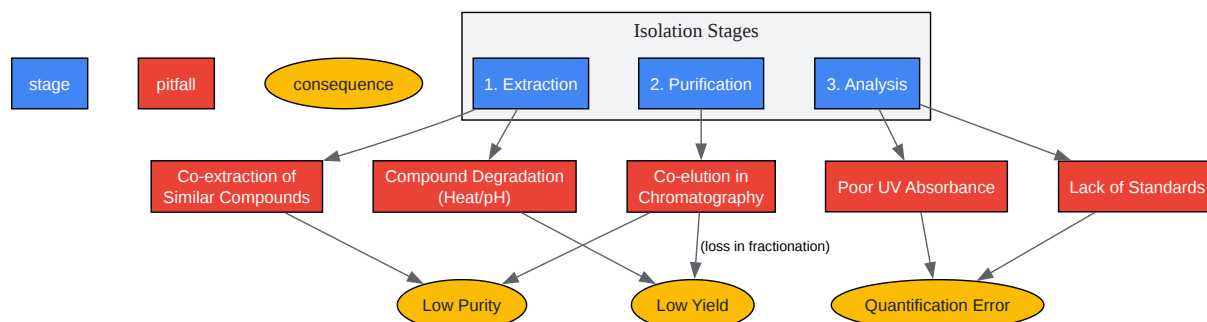 Isolation Stages
stage
pitfall
consequence
1. Extraction
2. Purification
3. Analysis
Co-extraction of
Similar Compounds
Compound Degradation
(Heat/pH)
Co-elution in
Chromatography
Poor UV Absorbance
Lack of Standards
(loss in fractionation)
Low Purity
Low Yield
Quantification Error